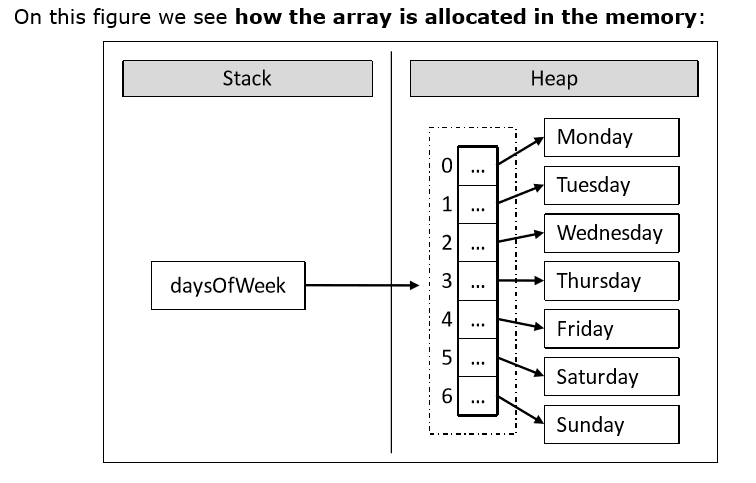 On this figure we see how the array is allocated in the memory:
Stack
Heap
daysOfWeek
0 ... Monday
1 ... Tuesday
2 ... Wednesday
3 ... Thursday
4 ... Friday
5 ... Saturday
6 ... Sunday